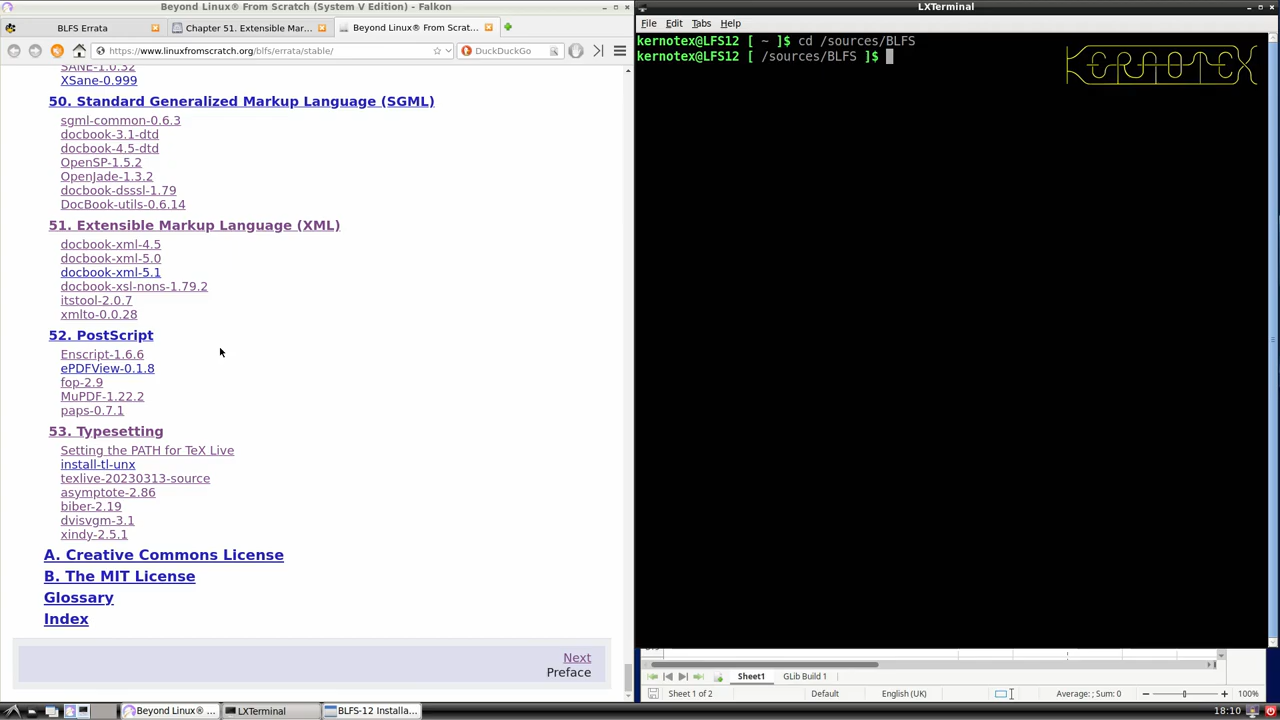 Beyond Linux® From Scratch (System V Edition) - Falkon
BLFS Errata
Chapter 51. Extensible Mar...
Beyond Linux® From Scrat...
https://www.linuxfromscratch.org/blfs/errata/stable/
DuckDuckGo
SANE-1.0.32
XSane-0.999
50. Standard Generalized Markup Language (SGML)
sgml-common-0.6.3
docbook-3.1-dtd
docbook-4.5-dtd
OpenSP-1.5.2
OpenJade-1.3.2
docbook-dsssl-1.79
DocBook-utils-0.6.14
51. Extensible Markup Language (XML)
docbook-xml-4.5
docbook-xml-5.0
docbook-xml-5.1
docbook-xsl-nons-1.79.2
itstool-2.0.7
xmlto-0.0.28
52. PostScript
Enscript-1.6.6
ePDFView-0.1.8
fop-2.9
MuPDF-1.22.2
paps-0.7.1
53. Typesetting
Setting the PATH for TeX Live
install-tl-unx
texlive-20230313-source
asymptote-2.86
biber-2.19
dvisvgm-3.1
xindy-2.5.1
A. Creative Commons License
B. The MIT License
Glossary
Index
Next
Preface
LXTerminal
File Edit Tabs Help
kernotex@LFS12 [ ~ ]$ cd /sources/BLFS
kernotex@LFS12 [ /sources/BLFS ]$
KERNOTEX
Sheet1
GLib Build 1
Sheet 1 of 2
Default
English (UK)
Average: ; Sum: 0
100%
Beyond Linux® ...
LXTerminal
BLFS-12 Installa...
18:10